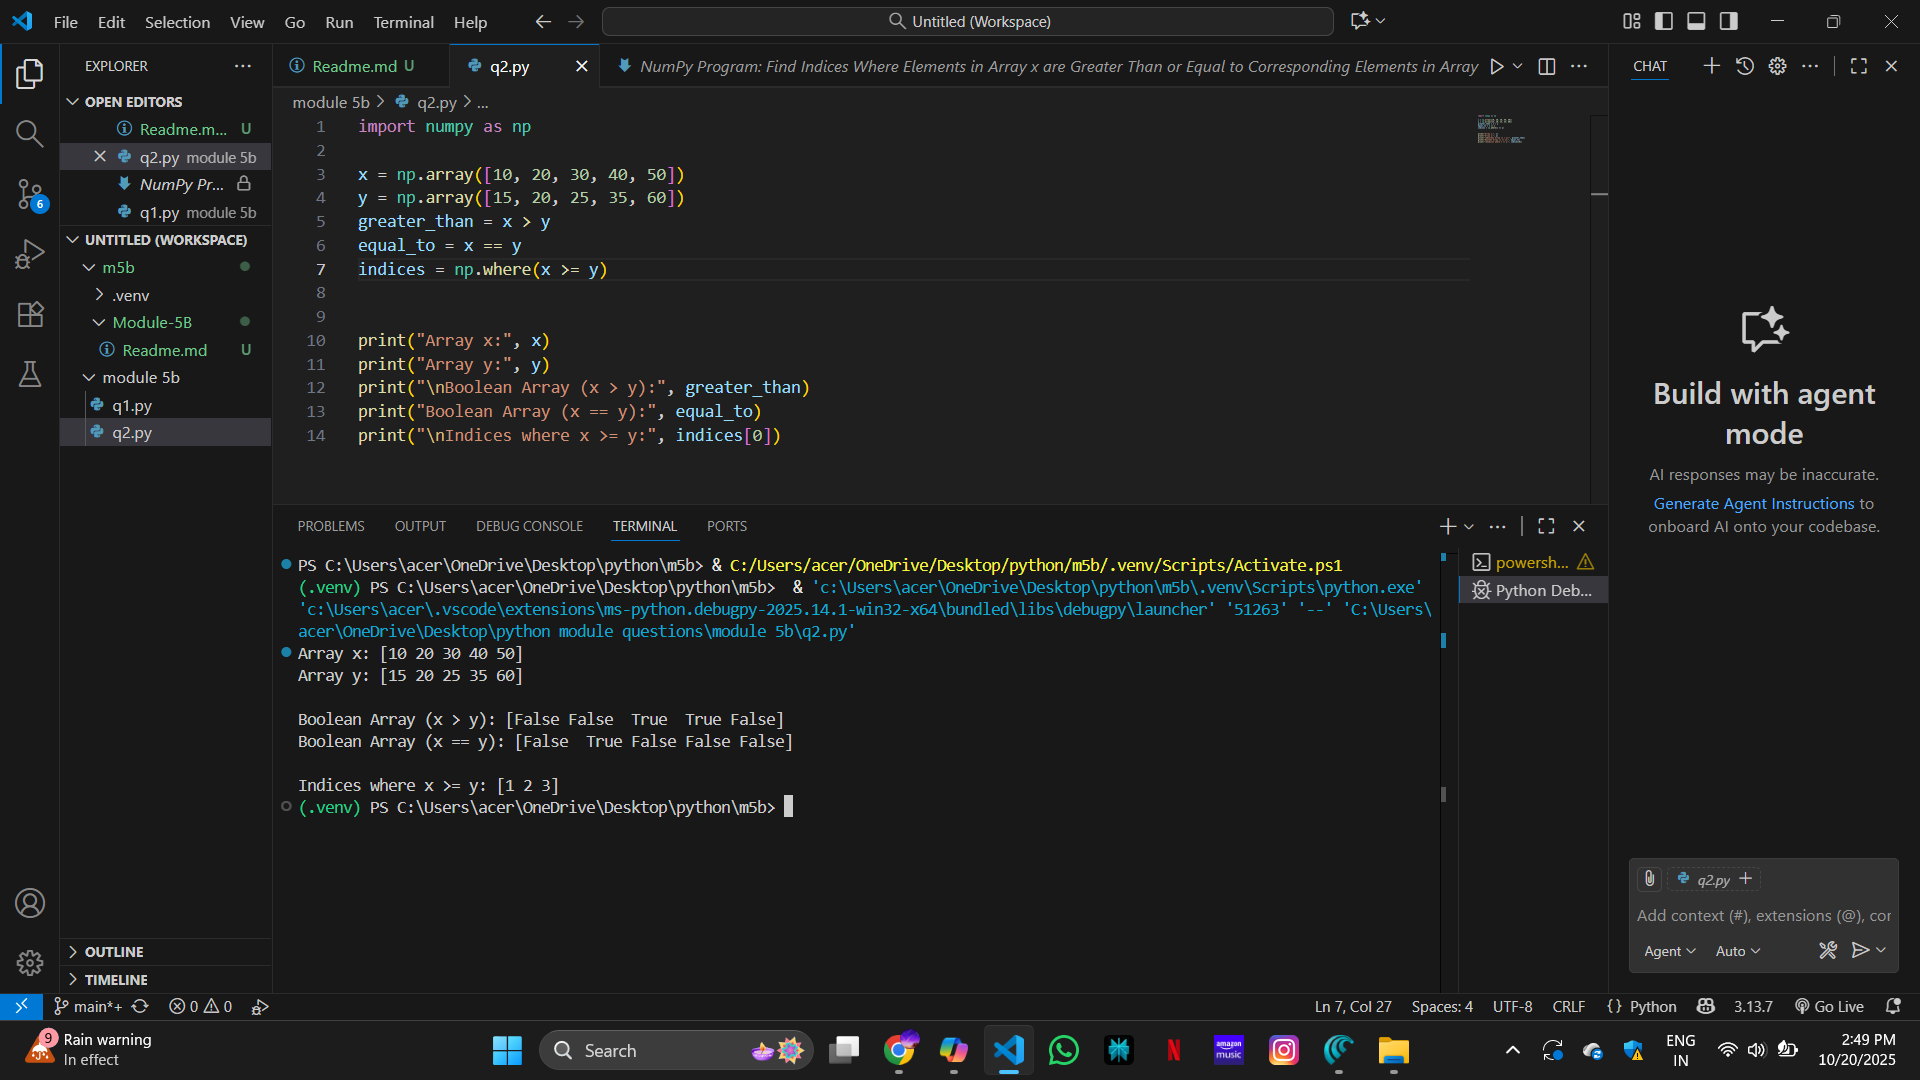 File Edit Selection View Go Run Terminal Help
Untitled (Workspace)
EXPLORER
OPEN EDITORS
Readme.m... U
q2.py module 5b
NumPy Pr...
q1.py module 5b
UNTITLED (WORKSPACE)
m5b
.venv
Module-5B
Readme.md U
module 5b
q1.py
q2.py
OUTLINE
TIMELINE
6
Readme.md U
q2.py
NumPy Program: Find Indices Where Elements in Array x are Greater Than or Equal to Corresponding Elements in Array
module 5b > q2.py > ...
1 import numpy as np
2
3 x = np.array([10, 20, 30, 40, 50])
4 y = np.array([15, 20, 25, 35, 60])
5 greater_than = x > y
6 equal_to = x == y
7 indices = np.where(x >= y)
8
9
10 print("Array x:", x)
11 print("Array y:", y)
12 print("\nBoolean Array (x > y):", greater_than)
13 print("Boolean Array (x == y):", equal_to)
14 print("\nIndices where x >= y:", indices[0])
PROBLEMS OUTPUT DEBUG CONSOLE TERMINAL PORTS
PS C:\Users\acer\OneDrive\Desktop\python\m5b> & C:/Users/acer/OneDrive/Desktop/python/m5b/.venv/Scripts/Activate.ps1
(.venv) PS C:\Users\acer\OneDrive\Desktop\python\m5b>  & 'c:\Users\acer\OneDrive\Desktop\python\m5b\.venv\Scripts\python.exe'
'c:\Users\acer\.vscode\extensions\ms-python.debugpy-2025.14.1-win32-x64\bundled\libs\debugpy\launcher' '51263' '--' 'C:\Users\
acer\OneDrive\Desktop\python module questions\module 5b\q2.py'
Array x: [10 20 30 40 50]
Array y: [15 20 25 35 60]
Boolean Array (x > y): [False False  True  True False]
Boolean Array (x == y): [False  True False False False]
Indices where x >= y: [1 2 3]
(.venv) PS C:\Users\acer\OneDrive\Desktop\python\m5b>
powersh...
Python Deb...
CHAT
Build with agent
mode
AI responses may be inaccurate.
Generate Agent Instructions to
onboard AI onto your codebase.
q2.py
Add context (#), extensions (@), cor
Agent Auto
main*+ 0 0
Ln 7, Col 27 Spaces: 4 UTF-8 CRLF {} Python 3.13.7 Go Live
9
Rain warning
In effect
Search
amazon music
ENG
IN
2:49 PM
10/20/2025